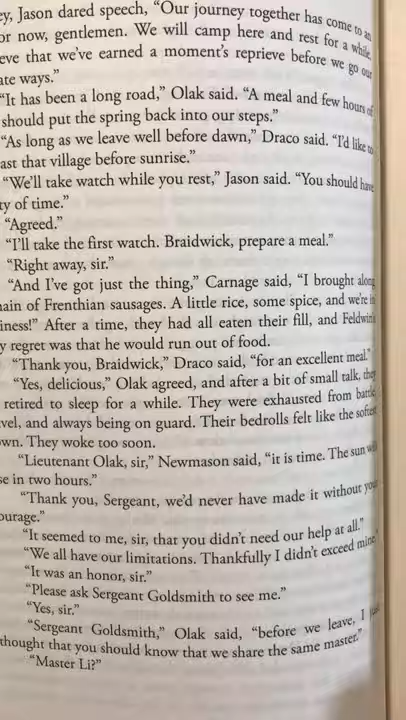 ey, Jason dared speech, “Our journey together has come to an
or now, gentlemen. We will camp here and rest for a while.
eve that we’ve earned a moment’s reprieve before we go our
ate ways.”
“It has been a long road,” Olak said. “A meal and few hours of
should put the spring back into our steps.”
“As long as we leave well before dawn,” Draco said. “I’d like to
ast that village before sunrise.”
“We’ll take watch while you rest,” Jason said. “You should have
ty of time.”
“Agreed.”
“I’ll take the first watch. Braidwick, prepare a meal.”
“Right away, sir.”
“And I’ve got just the thing,” Carnage said, “I brought along
ain of Frenthian sausages. A little rice, some spice, and we’re in
iness!” After a time, they had all eaten their fill, and Feldwin’s
y regret was that he would run out of food.
“Thank you, Braidwick,” Draco said, “for an excellent meal.”
“Yes, delicious,” Olak agreed, and after a bit of small talk, they
retired to sleep for a while. They were exhausted from battle
vel, and always being on guard. Their bedrolls felt like the softest
wn. They woke too soon.
“Lieutenant Olak, sir,” Newmason said, “it is time. The sun will
se in two hours.”
“Thank you, Sergeant, we’d never have made it without your
ourage.”
“It seemed to me, sir, that you didn’t need our help at all.”
“We all have our limitations. Thankfully I didn’t exceed mine.”
“It was an honor, sir.”
“Please ask Sergeant Goldsmith to see me.”
“Yes, sir.”
“Sergeant Goldsmith,” Olak said, “before we leave, I just
thought that you should know that we share the same master.”
“Master Li?”